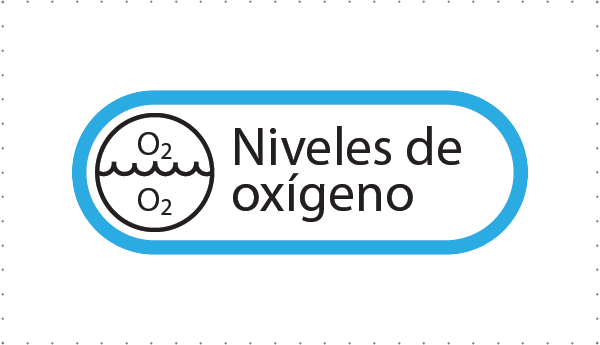 O₂
O₂
Niveles de
oxígeno